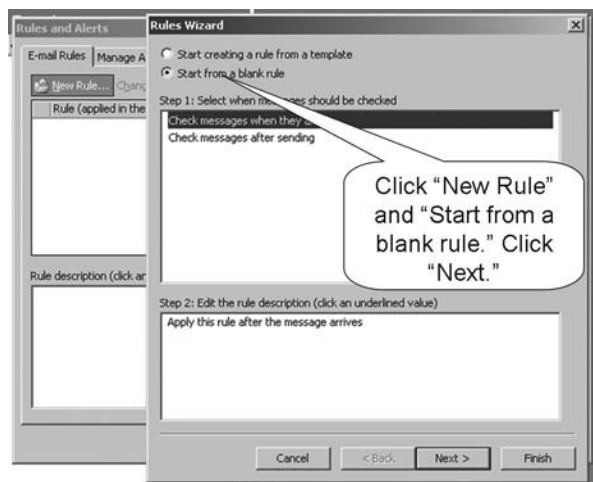 Rules and Alerts
E-mail Rules
Manage A
New Rule...
Chang
Rule (applied in the
Rule description (click an
Rules Wizard
Start creating a rule from a template
Start from a blank rule
Step 1: Select when messages should be checked
Check messages when they
Check messages after sending
Click “New Rule”
and “Start from a
blank rule.” Click
“Next.”
Step 2: Edit the rule description (click an underlined value)
Apply this rule after the message arrives
Cancel
< Back
Next >
Finish